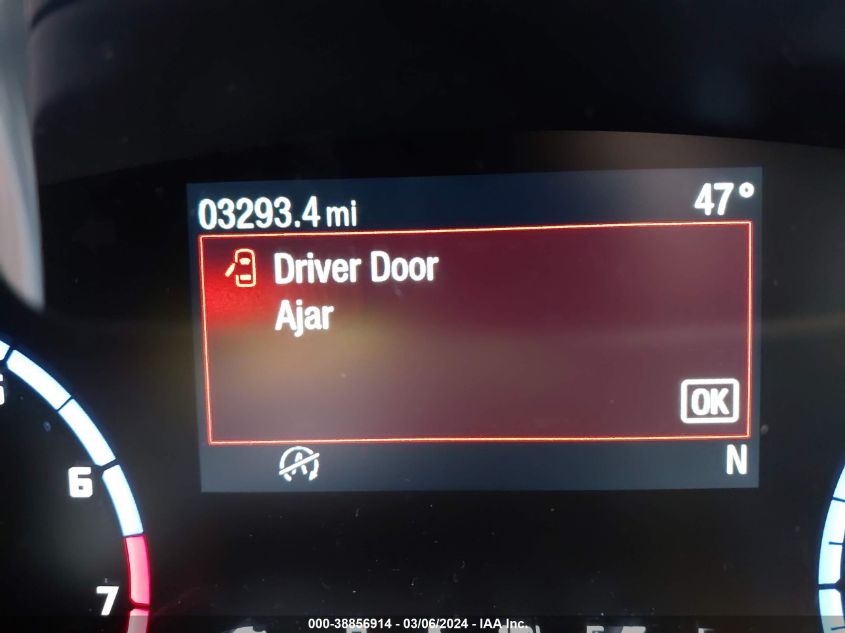 03293.4 mi 47°
Driver Door
Ajar
OK
N
6
7
000-38856914 - 03/06/2024 - IAA Inc.